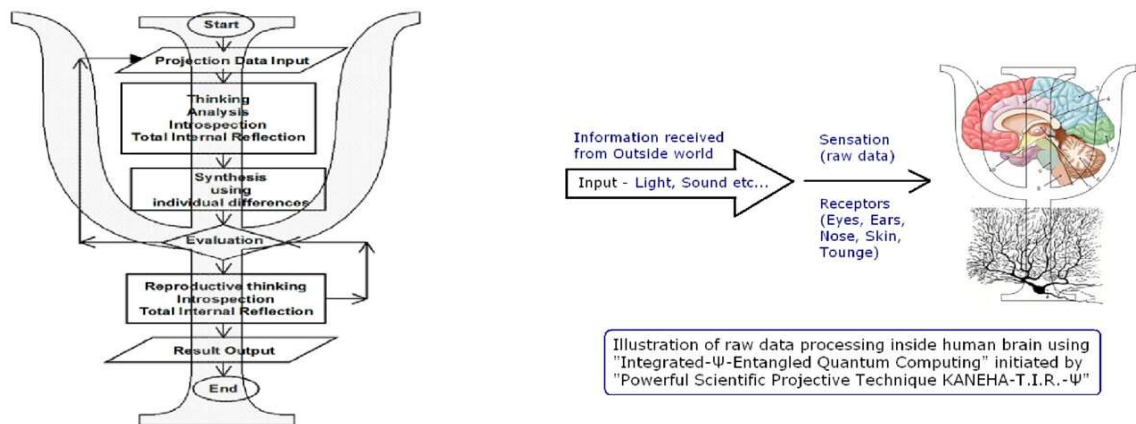 Start
Projection Data Input
Thinking
Analysis
Introspection
Total Internal Reflection
Synthesis
using
individual differences
Evaluation
Reproductive thinking
Introspection
Total Internal Reflection
Result Output
End
Information received
from Outside world
Input - Light, Sound etc...
Sensation
(raw data)
Receptors
(Eyes, Ears,
Nose, Skin,
Tounge)
Illustration of raw data processing inside human brain using
"Integrated-Ψ-Entangled Quantum Computing" initiated by
"Powerful Scientific Projective Technique KANEHA-T.I.R.-Ψ"